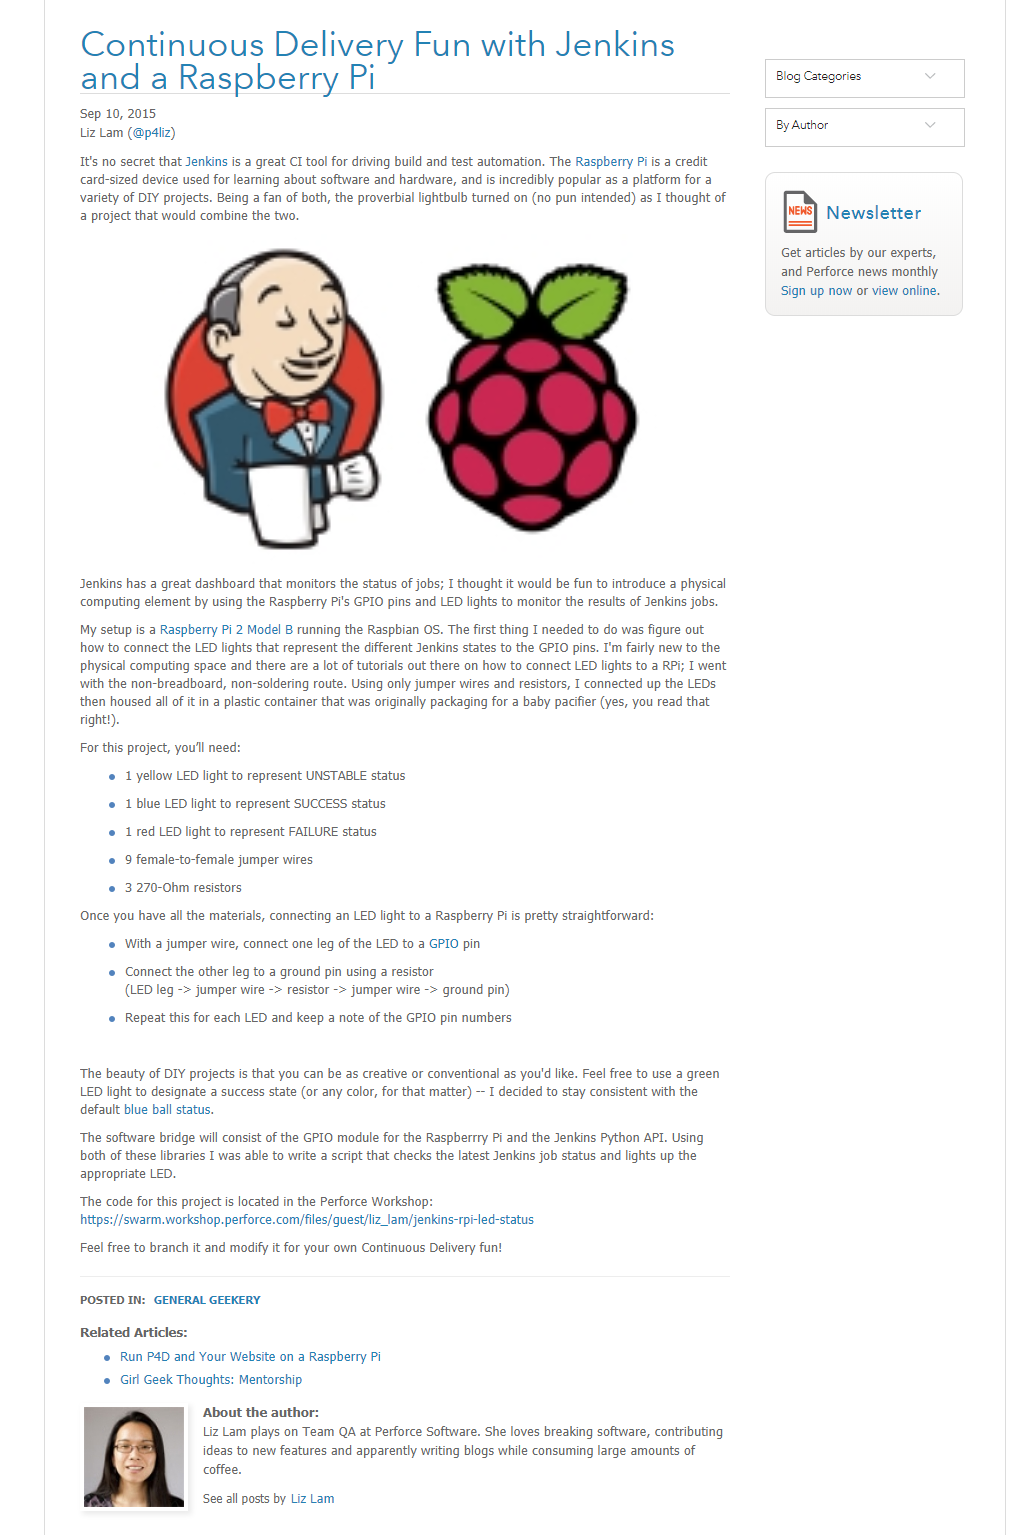 Continuous Delivery Fun with Jenkins
and a Raspberry Pi
Sep 10, 2015
Liz Lam (@p4liz)
It's no secret that Jenkins is a great CI tool for driving build and test automation. The Raspberry Pi is a credit
card-sized device used for learning about software and hardware, and is incredibly popular as a platform for a
variety of DIY projects. Being a fan of both, the proverbial lightbulb turned on (no pun intended) as I thought of
a project that would combine the two.
Jenkins has a great dashboard that monitors the status of jobs; I thought it would be fun to introduce a physical
computing element by using the Raspberry Pi's GPIO pins and LED lights to monitor the results of Jenkins jobs.
My setup is a Raspberry Pi 2 Model B running the Raspbian OS. The first thing I needed to do was figure out
how to connect the LED lights that represent the different Jenkins states to the GPIO pins. I'm fairly new to the
physical computing space and there are a lot of tutorials out there on how to connect LED lights to a RPi; I went
with the non-breadboard, non-soldering route. Using only jumper wires and resistors, I connected up the LEDs
then housed all of it in a plastic container that was originally packaging for a baby pacifier (yes, you read that
right!).
For this project, you’ll need:
• 1 yellow LED light to represent UNSTABLE status
• 1 blue LED light to represent SUCCESS status
• 1 red LED light to represent FAILURE status
• 9 female-to-female jumper wires
• 3 270-Ohm resistors
Once you have all the materials, connecting an LED light to a Raspberry Pi is pretty straightforward:
• With a jumper wire, connect one leg of the LED to a GPIO pin
• Connect the other leg to a ground pin using a resistor
(LED leg -> jumper wire -> resistor -> jumper wire -> ground pin)
• Repeat this for each LED and keep a note of the GPIO pin numbers
The beauty of DIY projects is that you can be as creative or conventional as you'd like. Feel free to use a green
LED light to designate a success state (or any color, for that matter) -- I decided to stay consistent with the
default blue ball status.
The software bridge will consist of the GPIO module for the Raspberrry Pi and the Jenkins Python API. Using
both of these libraries I was able to write a script that checks the latest Jenkins job status and lights up the
appropriate LED.
The code for this project is located in the Perforce Workshop:
https://swarm.workshop.perforce.com/files/guest/liz_lam/jenkins-rpi-led-status
Feel free to branch it and modify it for your own Continuous Delivery fun!
POSTED IN: GENERAL GEEKERY
Related Articles:
• Run P4D and Your Website on a Raspberry Pi
• Girl Geek Thoughts: Mentorship
About the author:
Liz Lam plays on Team QA at Perforce Software. She loves breaking software, contributing
ideas to new features and apparently writing blogs while consuming large amounts of
coffee.
See all posts by Liz Lam
Blog Categories
By Author
NEWS
Newsletter
Get articles by our experts,
and Perforce news monthly
Sign up now or view online.